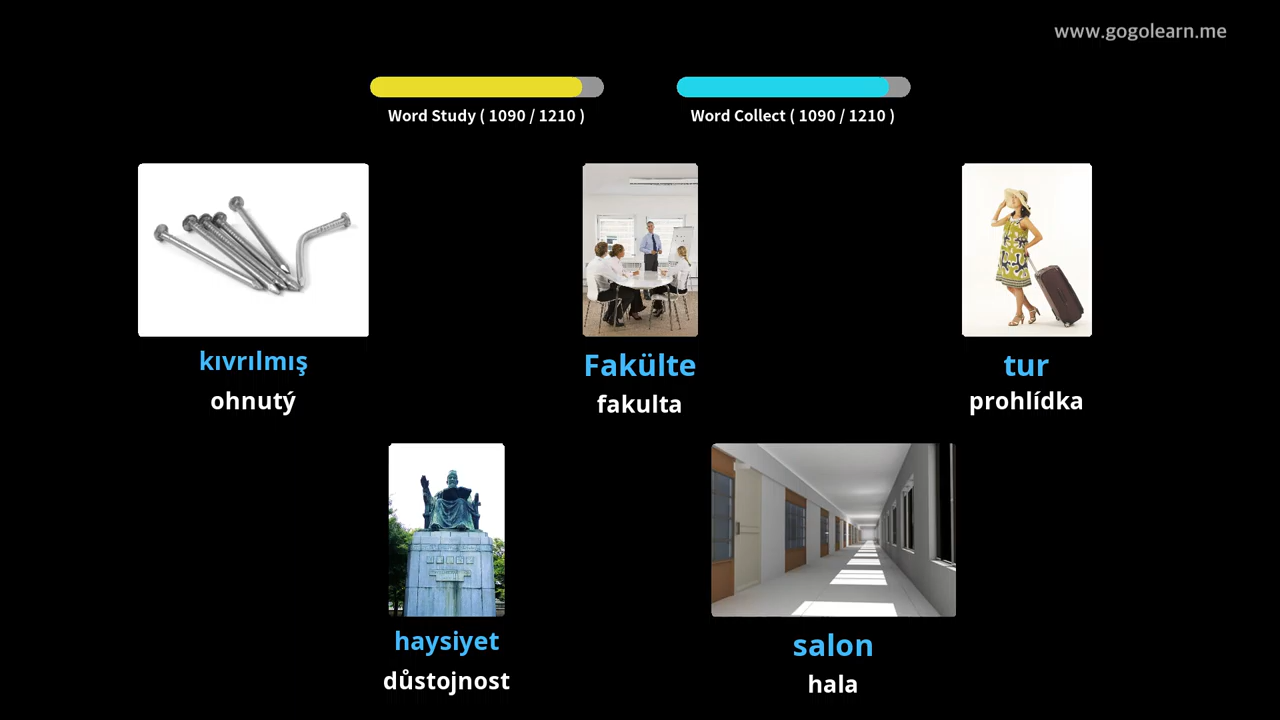 www.gogolearn.me
Word Study ( 1090 / 1210 )
Word Collect ( 1090 / 1210 )
kıvrılmış
ohnutý
Fakülte
fakulta
tur
prohlídka
haysiyet
důstojnost
salon
hala